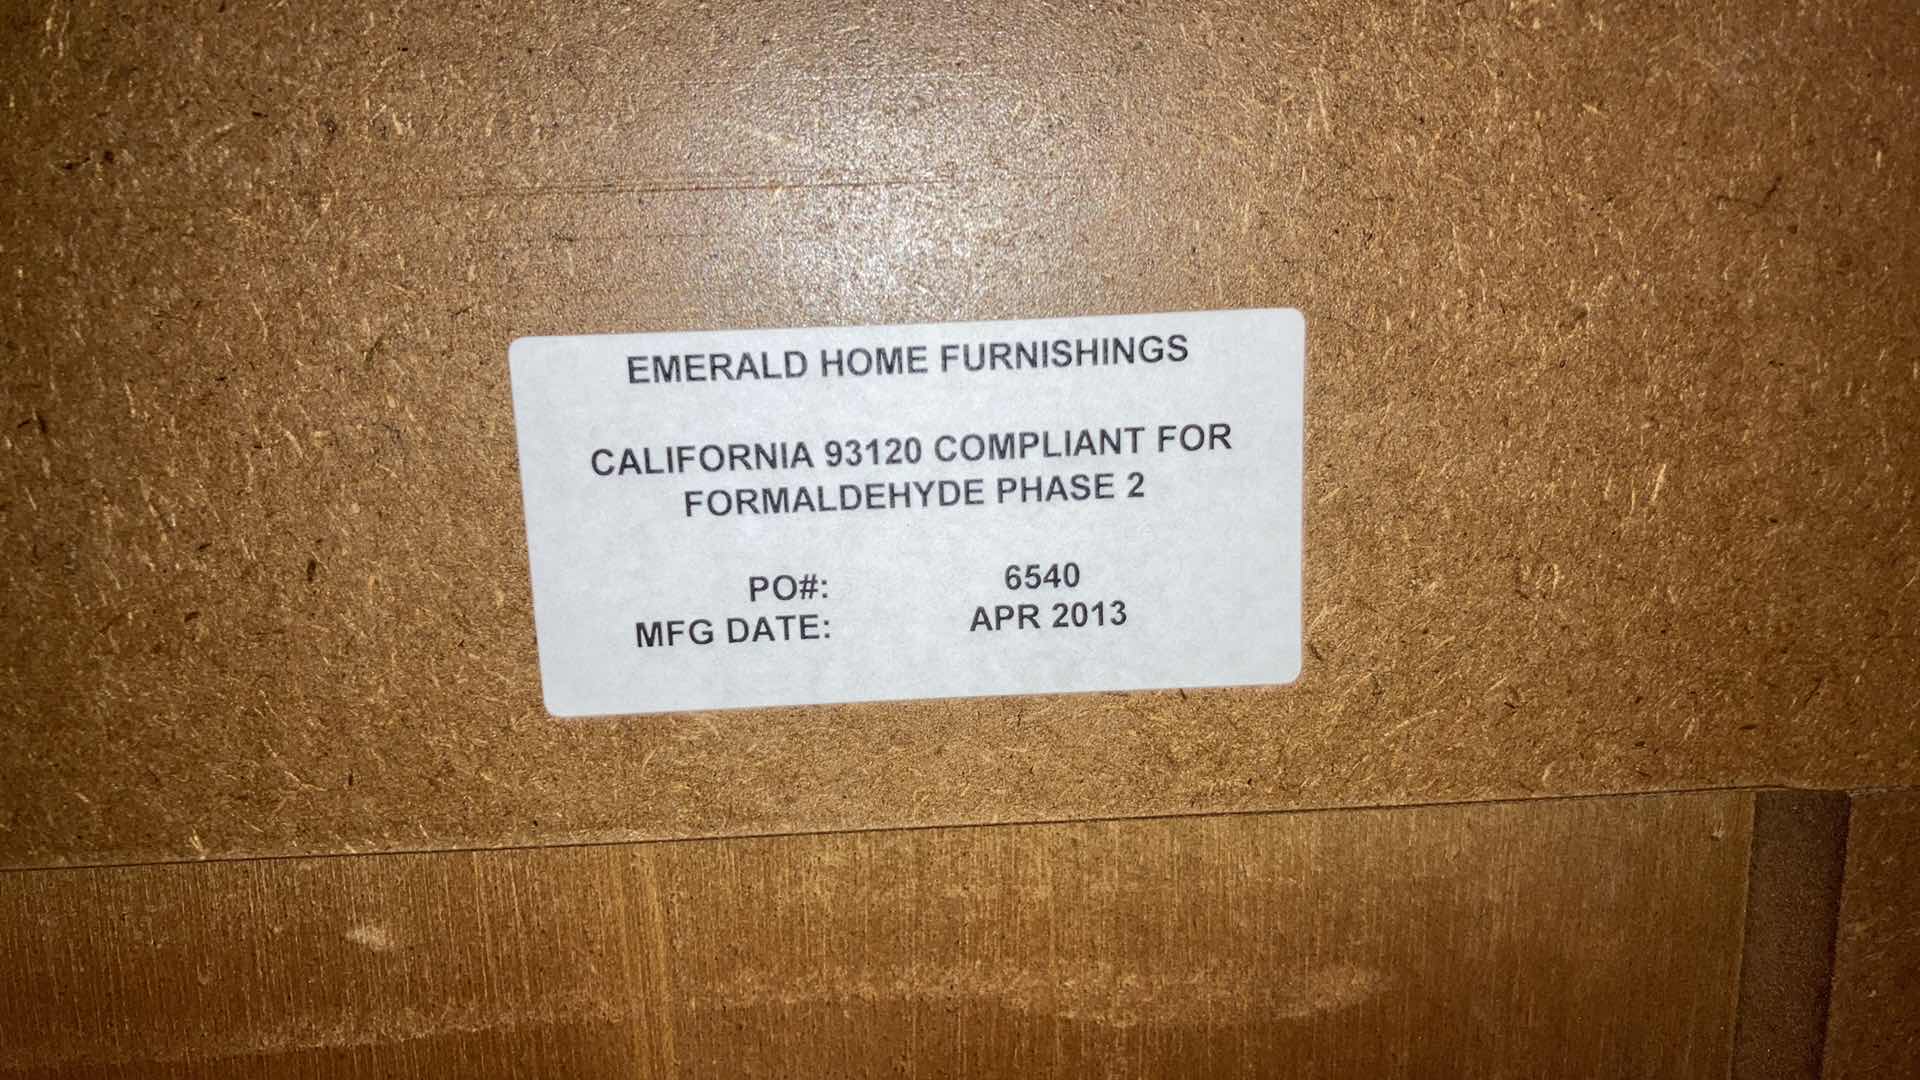 EMERALD HOME FURNISHINGS
CALIFORNIA 93120 COMPLIANT FOR
FORMALDEHYDE PHASE 2
PO#: 6540
MFG DATE: APR 2013